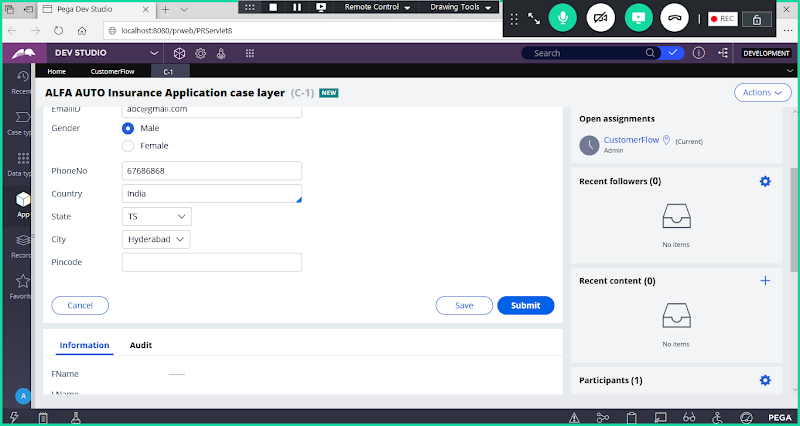 Pega Dev Studio
Remote Control
Drawing Tools
REC
localhost:8080/prweb/PRServlet8
DEV STUDIO
Search
DEVELOPMENT
Home
CustomerFlow
C-1
ALFA AUTO Insurance Application case layer (C-1) NEW
Actions
Recen
Case typ
Data typ
App
Record
Favorite
A
EmailID
abc@gmail.com
Gender
Male
Female
PhoneNo
67686868
Country
India
State
TS
City
Hyderabad
Pincode
Cancel
Save
Submit
Information
Audit
FName
LName
Open assignments
CustomerFlow (Current)
Admin
Recent followers (0)
No items
Recent content (0)
No items
Participants (1)
PEGA